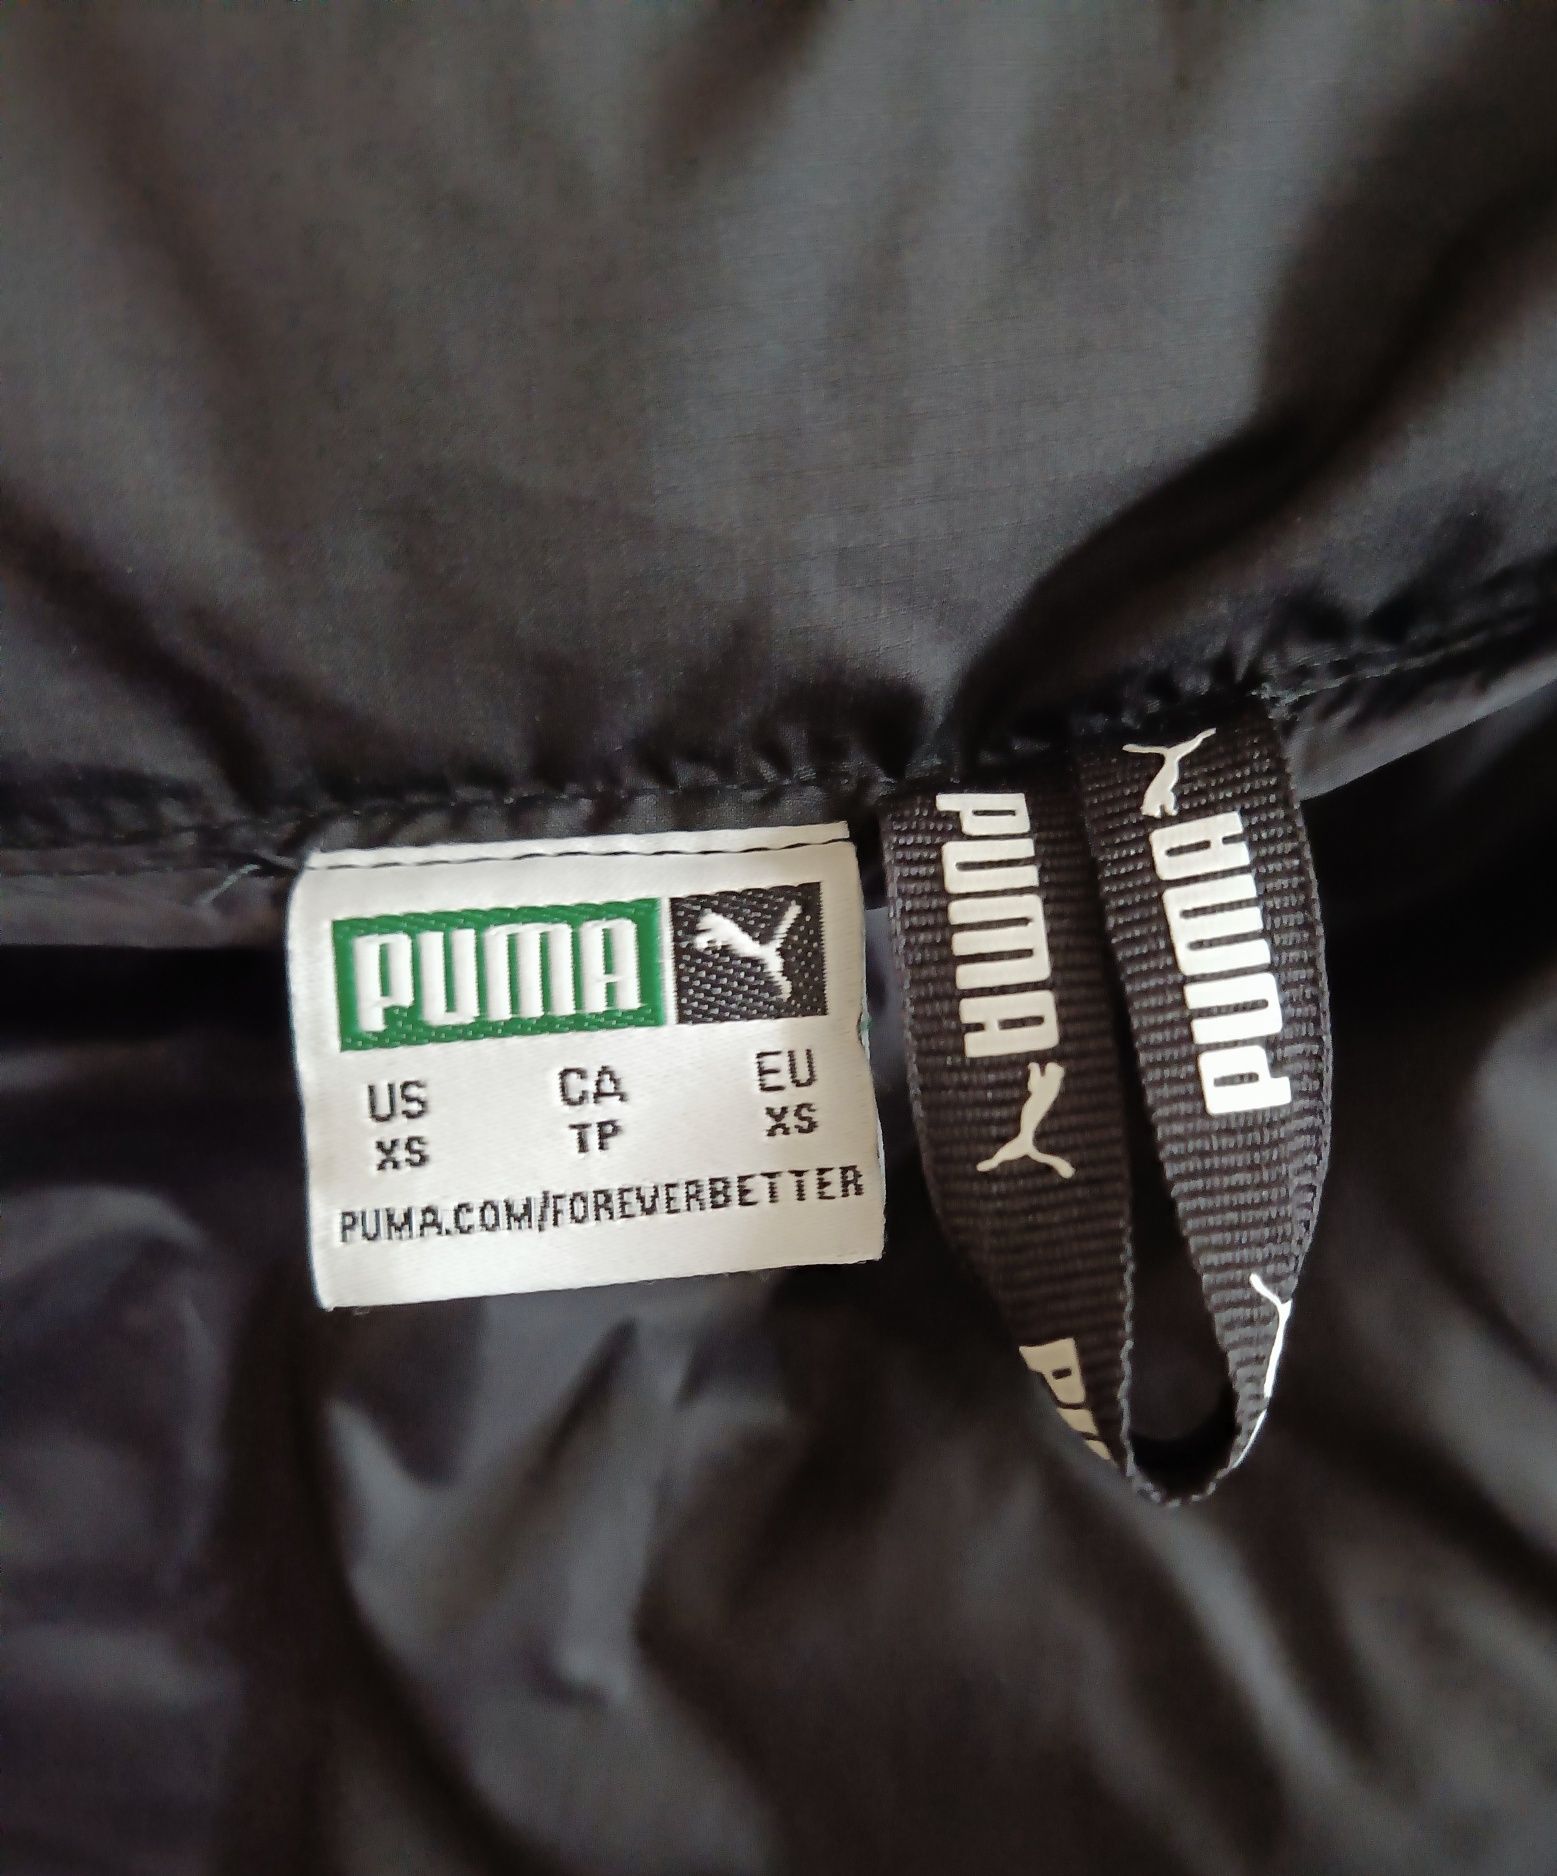 PUMA
US CA EU
XS TP XS
PUMA.COM/FOREVERBETTER
PUMA
PUMA